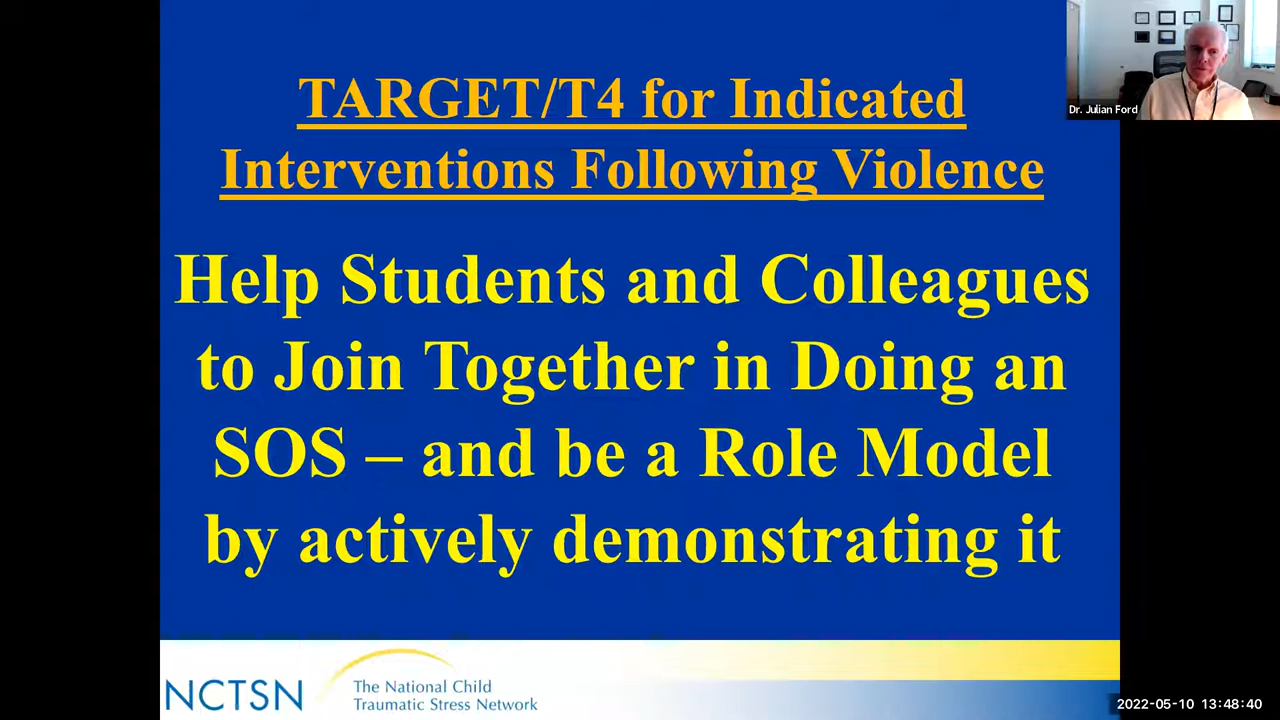 TARGET/T4 for Indicated
Interventions Following Violence
Help Students and Colleagues
to Join Together in Doing an
SOS – and be a Role Model
by actively demonstrating it
Dr. Julian Ford
NCTSN
The National Child
Traumatic Stress Network
2022-05-10 13:48:40